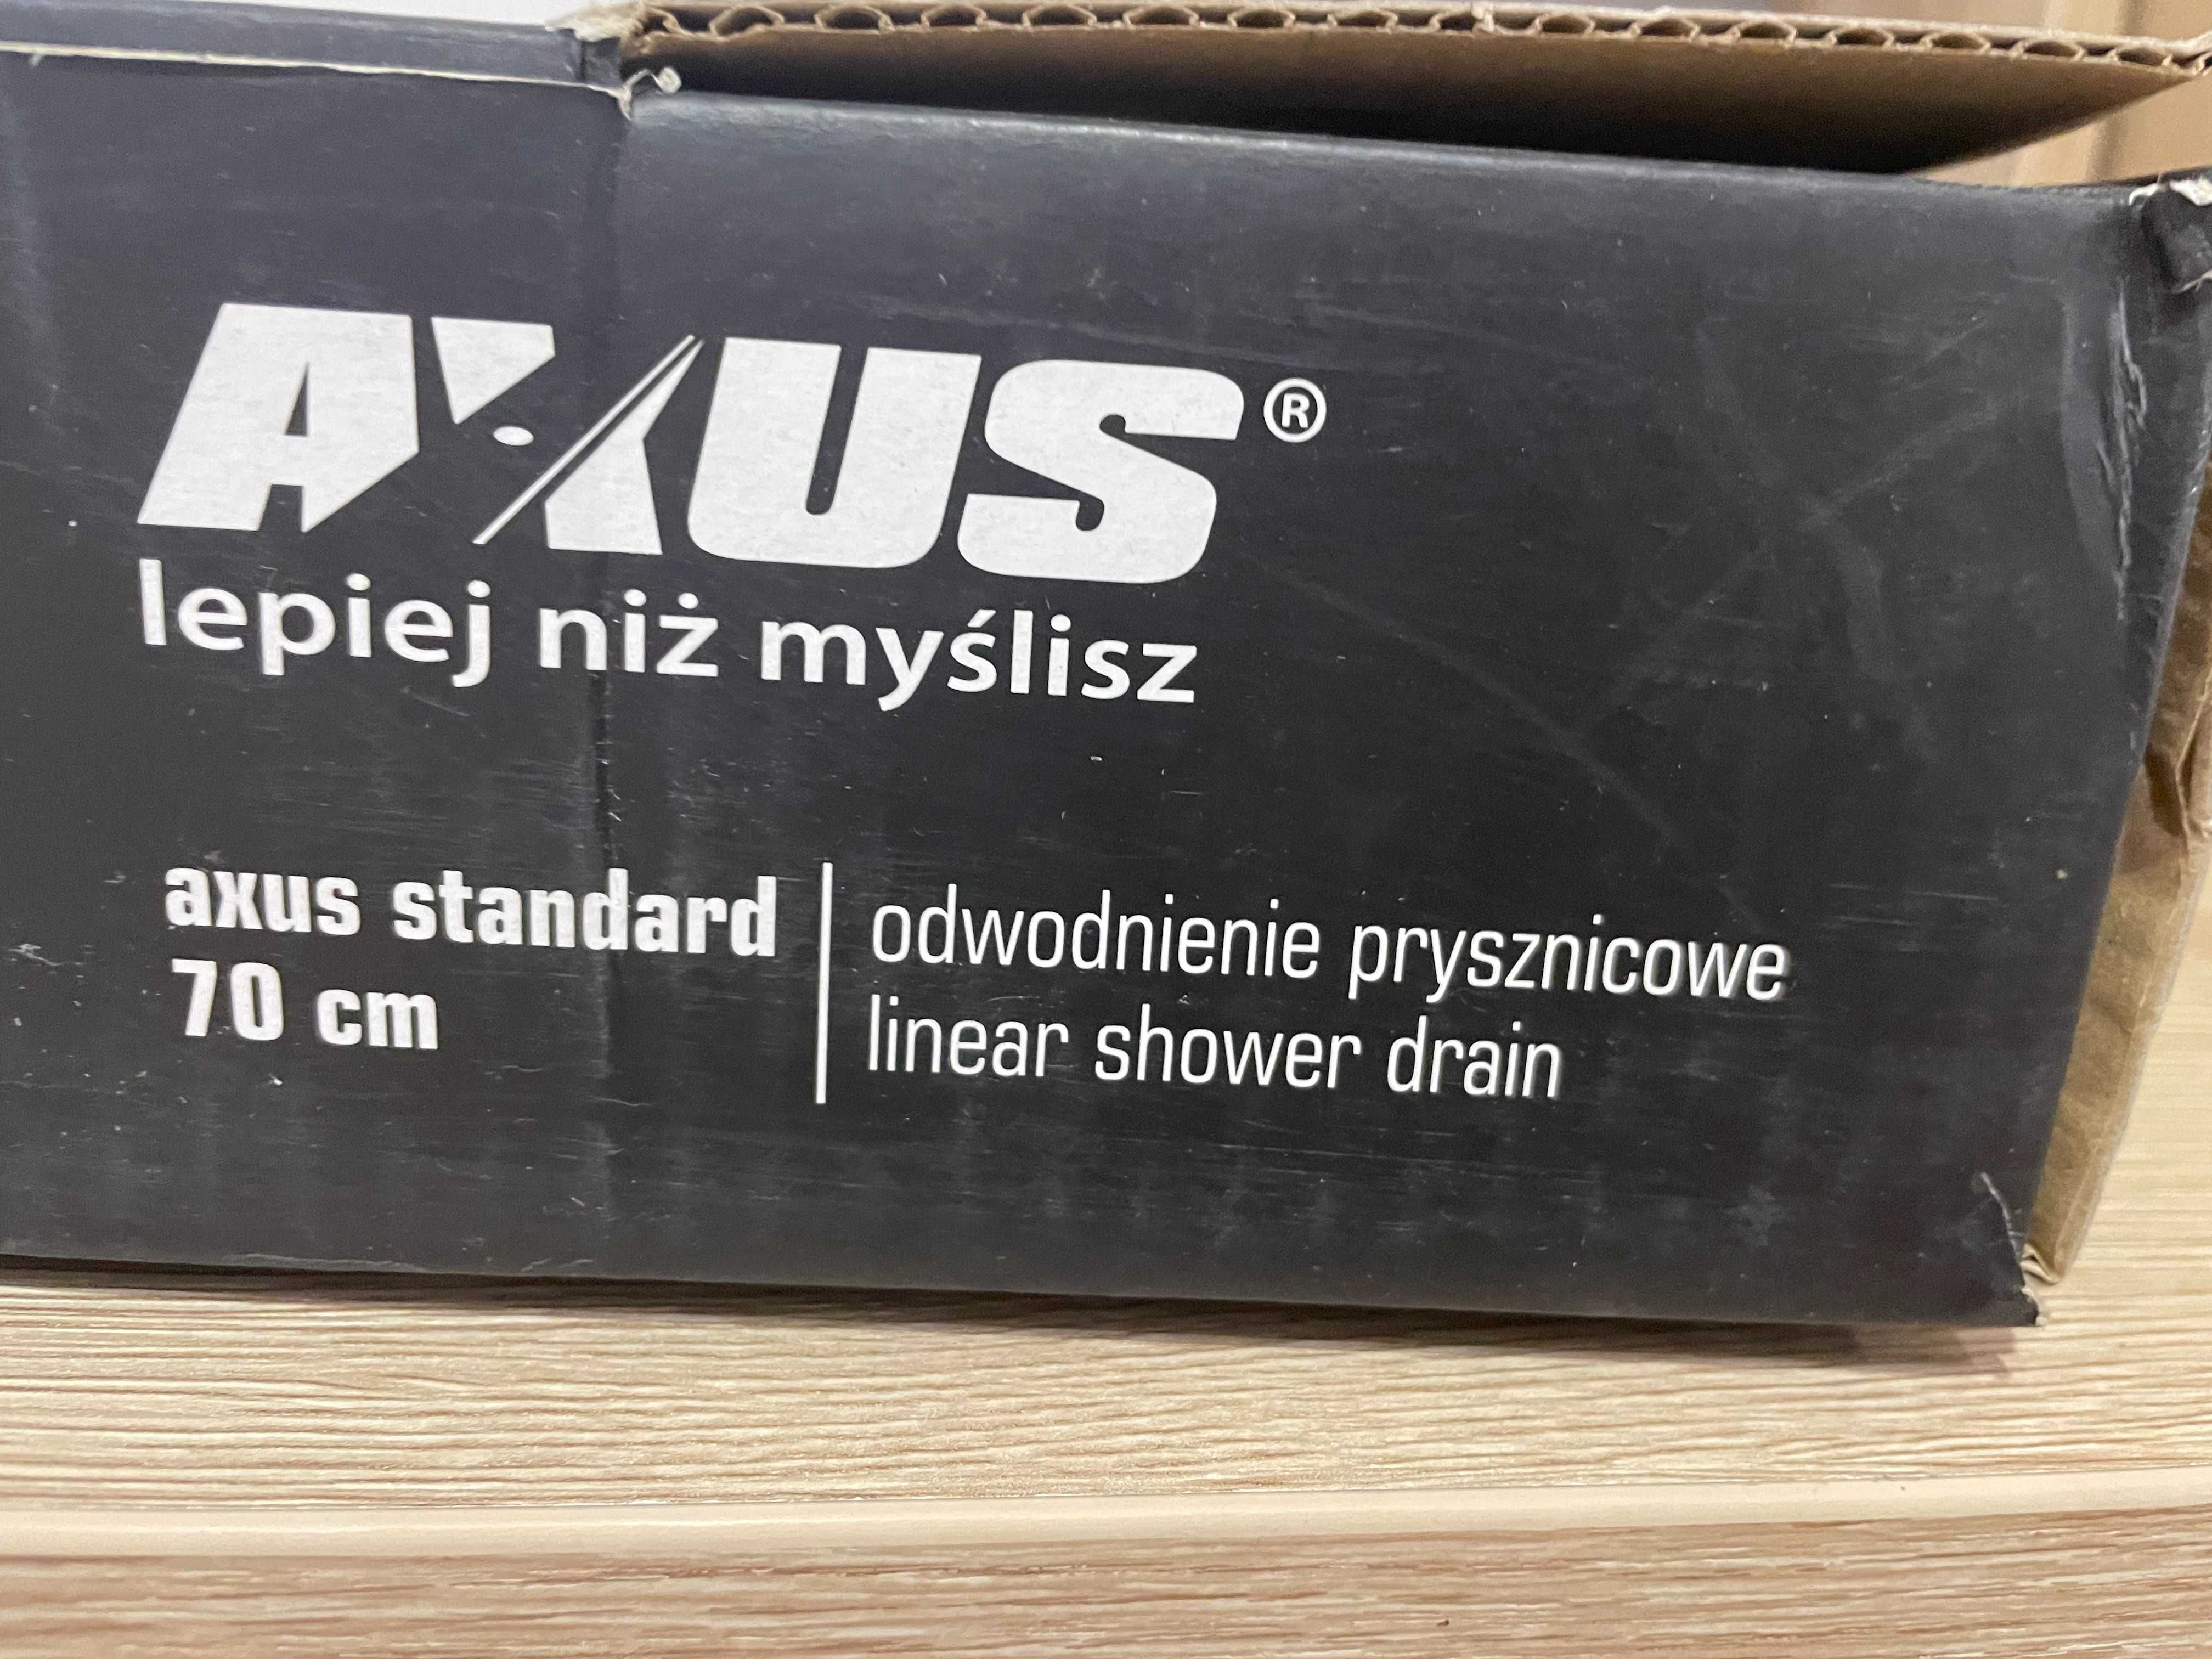 AXUS®
lepiej niż myślisz
axus standard
70 cm
odwodnienie prysznicowe
linear shower drain